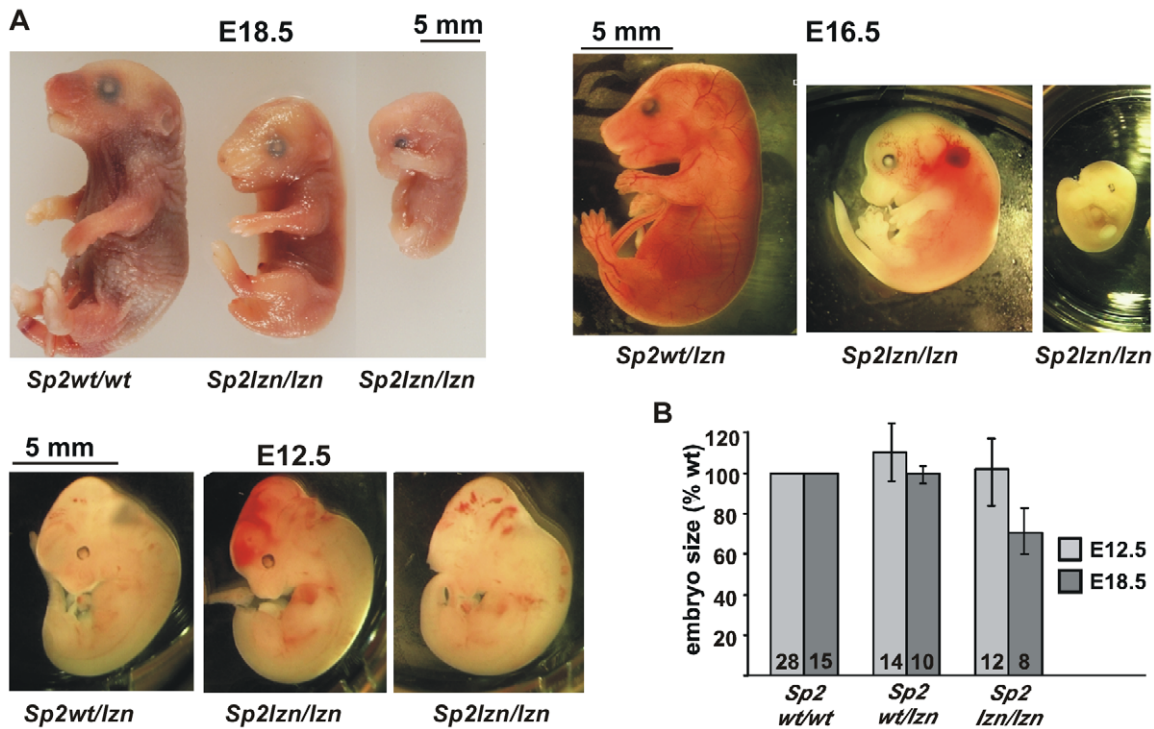 A
E18.5
5 mm
5 mm
E16.5
Sp2wt/wt
Sp2lzn/lzn
Sp2lzn/lzn
Sp2wt/lzn
Sp2lzn/lzn
Sp2lzn/lzn
5 mm
E12.5
Sp2wt/lzn
Sp2lzn/lzn
Sp2lzn/lzn
B
embryo size (% wt)
120
100
80
60
40
20
28
15
14
10
12
8
Sp2
wt/wt
Sp2
wt/lzn
Sp2
lzn/lzn
E12.5
E18.5